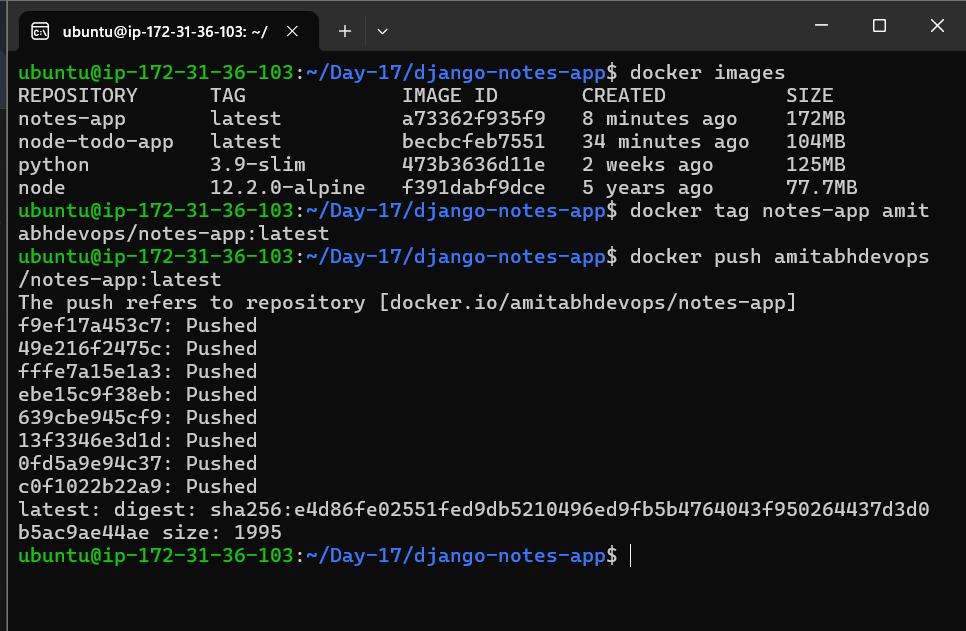 ubuntu@ip-172-31-36-103: ~/
ubuntu@ip-172-31-36-103:~/Day-17/django-notes-app$ docker images
REPOSITORY      TAG             IMAGE ID       CREATED          SIZE
notes-app       latest          a73362f935f9   8 minutes ago    172MB
node-todo-app   latest          becbcfeb7551   34 minutes ago   104MB
python          3.9-slim        473b3636d11e   2 weeks ago      125MB
node            12.2.0-alpine   f391dabf9dce   5 years ago      77.7MB
ubuntu@ip-172-31-36-103:~/Day-17/django-notes-app$ docker tag notes-app amit
abhdevops/notes-app:latest
ubuntu@ip-172-31-36-103:~/Day-17/django-notes-app$ docker push amitabhdevops
/notes-app:latest
The push refers to repository [docker.io/amitabhdevops/notes-app]
f9ef17a453c7: Pushed
49e216f2475c: Pushed
fffe7a15e1a3: Pushed
ebe15c9f38eb: Pushed
639cbe945cf9: Pushed
13f3346e3d1d: Pushed
0fd5a9e94c37: Pushed
c0f1022b22a9: Pushed
latest: digest: sha256:e4d86fe02551fed9db5210496ed9fb5b4764043f950264437d3d0
b5ac9ae44ae size: 1995
ubuntu@ip-172-31-36-103:~/Day-17/django-notes-app$